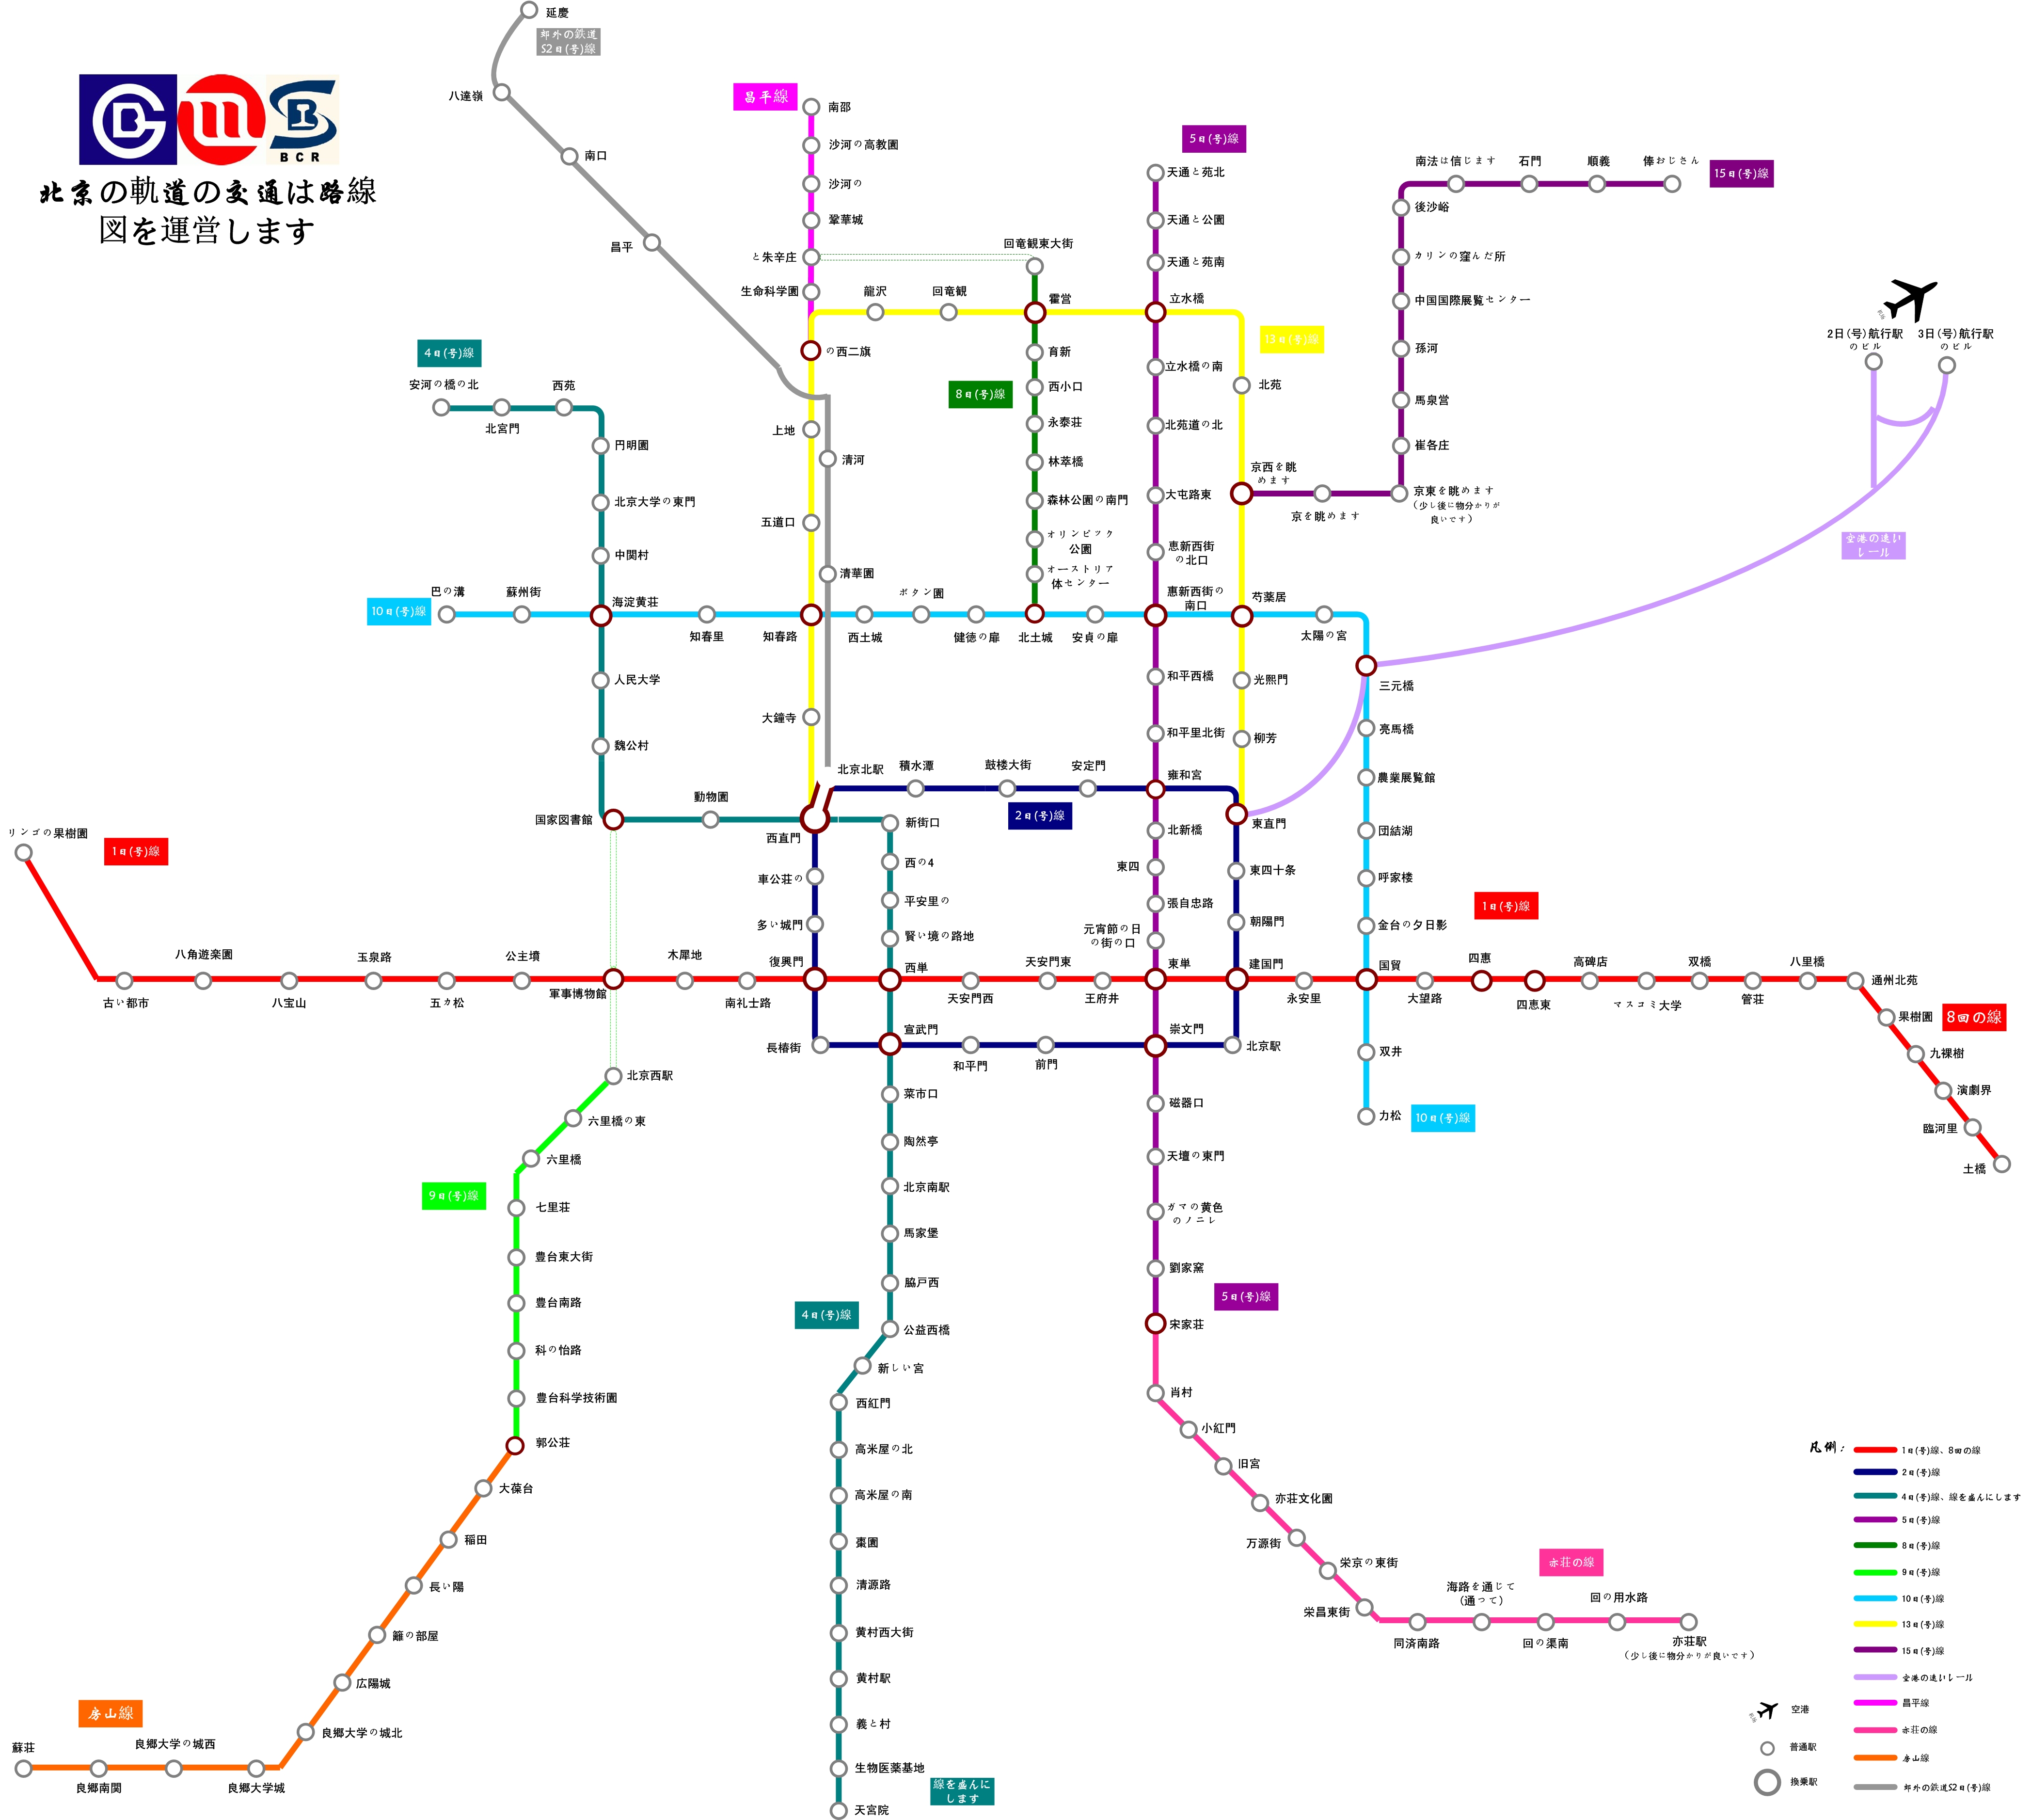 延慶
郊外の鉄道
S2日(号)線
八達嶺
南口
昌平
BCR
北京の軌道の交通は路線
図を運営します
昌平線
南邵
沙河の高教園
沙河の
鞏華城
と朱辛庄
生命科学園
の西二旗
龍沢
回竜観
回竜観東大街
霍営
立水橋
5日(号)線
天通と苑北
天通と公園
天通と苑南
13日(号)線
南法は信じます
石門
順義
俸おじさん
15日(号)線
後沙峪
カリンの窪んだ所
中国国際展覧センター
孫河
馬泉営
崔各庄
京東を眺めます
(少し後に物分かりが
良いです)
京を眺めます
京西を眺
めます
2日(号)航行駅
のビル
3日(号)航行駅
のビル
空港の速い
レール
4日(号)線
安河の橋の北
北宮門
西苑
円明園
北京大学の東門
中関村
8日(号)線
育新
西小口
永泰荘
林萃橋
森林公園の南門
オリンピアク
公園
オーストリア
体センター
立水橋の南
北苑道の北
大屯路東
恵新西街
の北口
恵新西街の
南口
北苑
上地
清河
五道口
清華園
10日(号)線
巴の溝
蘇州街
海淀黄荘
知春里
知春路
西土城
ボタン園
健徳の扉
北土城
安貞の扉
芍薬居
太陽の宮
三元橋
人民大学
魏公村
大鐘寺
和平西橋
和平里北街
光熙門
柳芳
亮馬橋
農業展覧館
団結湖
呼家楼
金台の夕日影
国家図書館
動物園
西直門
北京北駅
積水潭
鼓楼大街
安定門
雍和宮
2日(号)線
東直門
新街口
西の4
平安里の
賢い境の路地
車公荘の
多い城門
北新橋
東四
張自忠路
元宵節の日
の街の口
東四十条
朝陽門
リンゴの果樹園
1日(号)線
古い都市
八角遊楽園
八宝山
玉泉路
五カ松
公主墳
軍事博物館
木犀地
南礼士路
復興門
西単
天安門西
天安門東
王府井
東単
建国門
永安里
国貿
大望路
1日(号)線
四恵
四恵東
高碑店
マスコミ大学
双橋
管荘
八里橋
通州北苑
果樹園
8回の線
九裸樹
演劇界
臨河里
土橋
長椿街
宣武門
和平門
前門
崇文門
北京駅
双井
力松
10日(号)線
北京西駅
六里橋の東
六里橋
9日(号)線
七里荘
豊台東大街
豊台南路
科の怡路
豊台科学技術園
郭公荘
大葆台
稲田
長い陽
籬の部屋
広陽城
良郷大学の城北
良郷大学城
良郷大学の城西
良郷南関
蘇荘
房山線
菜市口
陶然亭
北京南駅
馬家堡
脇戸西
4日(号)線
公益西橋
新しい宮
西紅門
高米屋の北
高米屋の南
棗園
清源路
黄村西大街
黄村駅
義と村
生物医薬基地
天宮院
線を盛んに
します
磁器口
天壇の東門
ガマの黄色
のノニレ
劉家窯
5日(号)線
宋家荘
肖村
小紅門
旧宮
亦荘文化園
万源街
栄京の東街
栄昌東街
亦荘の線
同済南路
海路を通じて
(通って)
回の渠南
回の用水路
亦荘駅
(少し後に物分かりが良いです)
凡例:
1日(号)線、8回の線
2日(号)線
4日(号)線、線を盛んにします
5日(号)線
8日(号)線
9日(号)線
10日(号)線
13日(号)線
15日(号)線
空港の速いレール
昌平線
亦荘の線
房山線
郊外の鉄道S2日(号)線
空港
普通駅
換乗駅